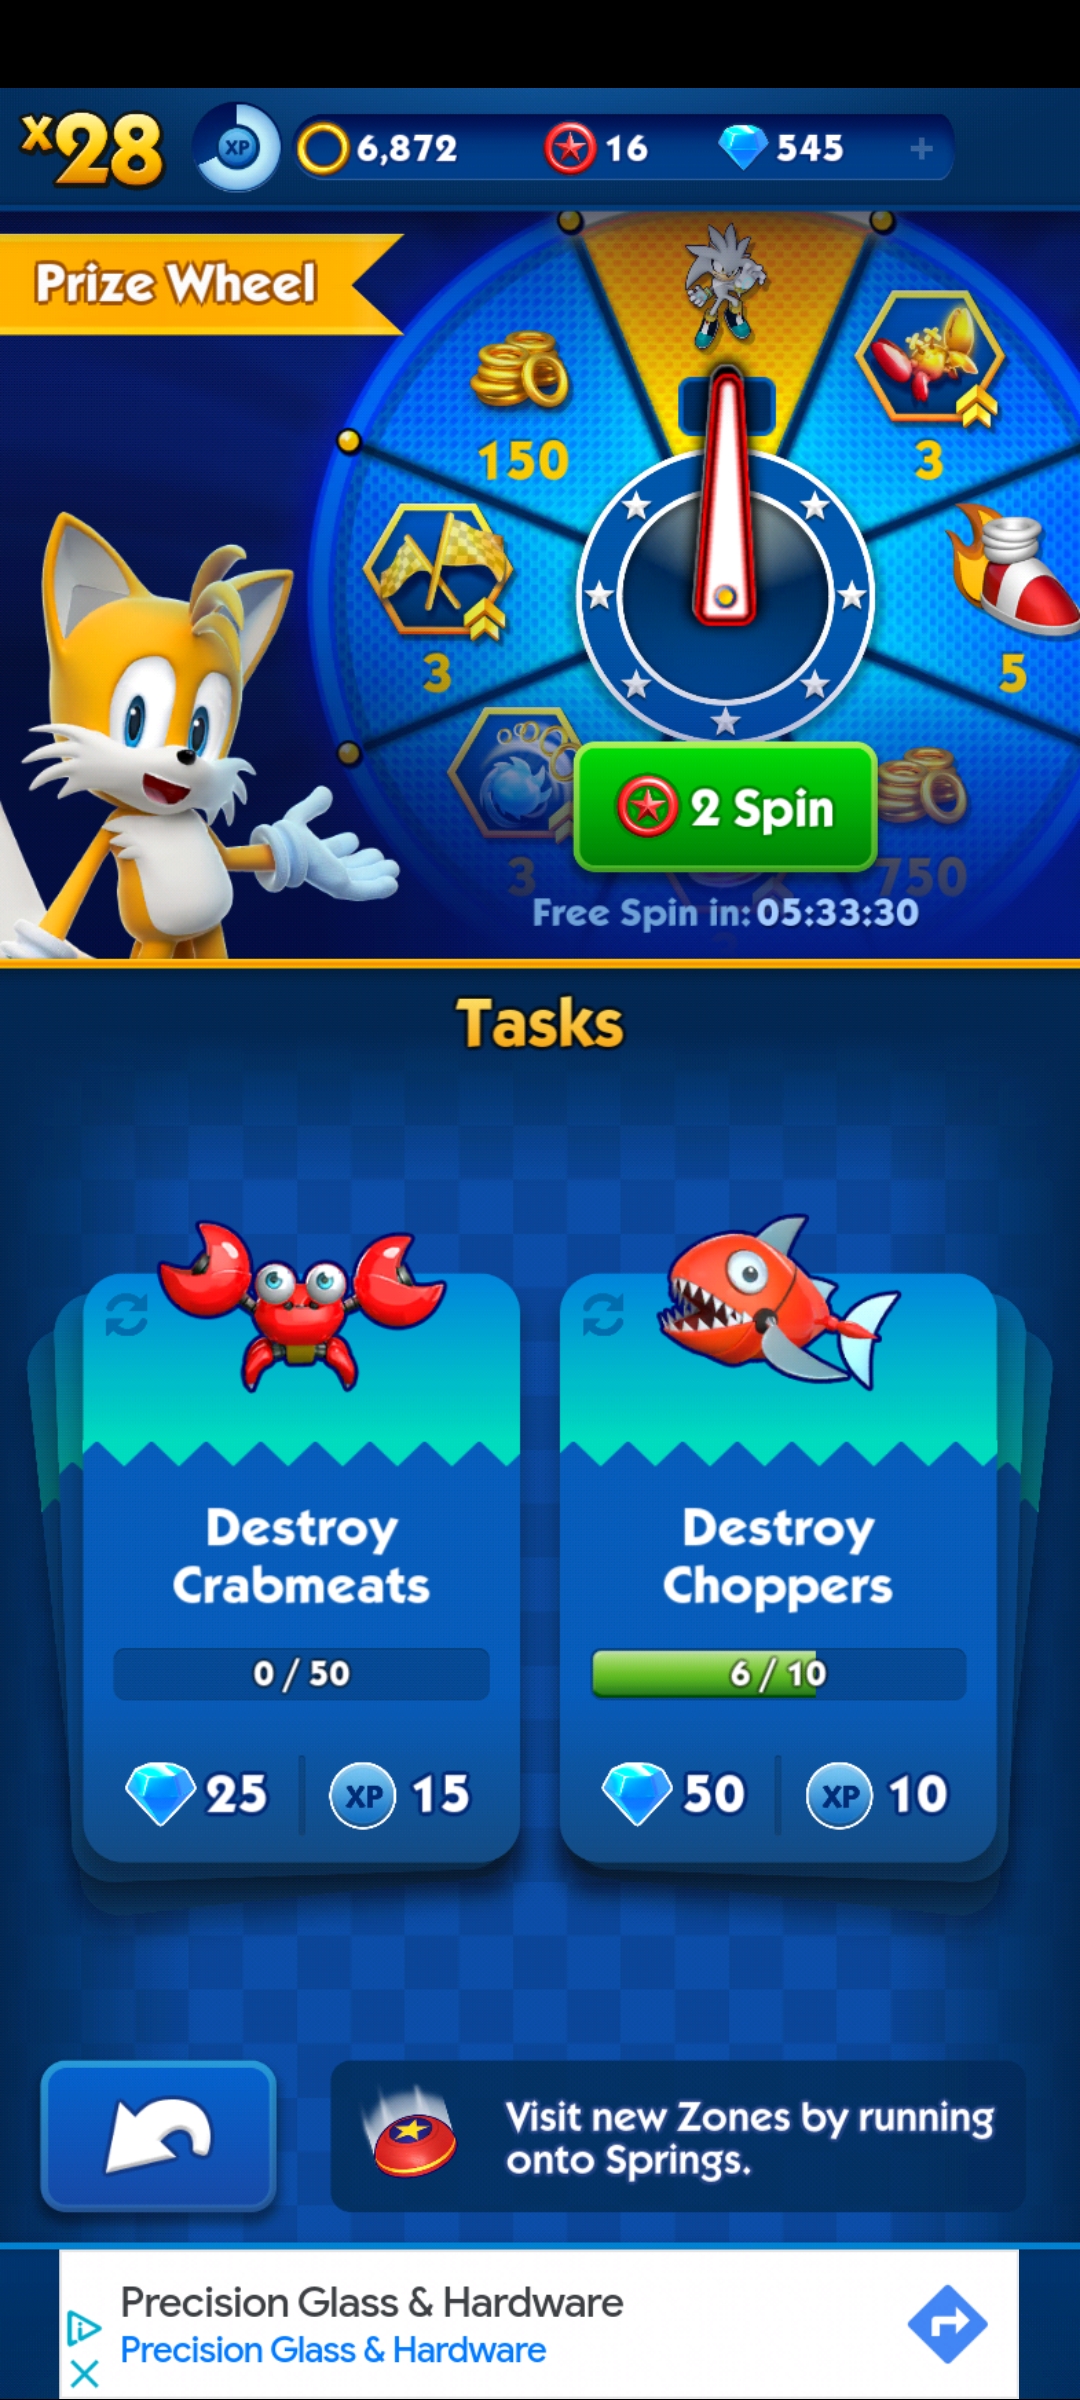 x28
XP
6,872
16
545
+
Prize Wheel
150
3
3
5
2 Spin
3
750
Free Spin in: 05:33:30
Tasks
Destroy
Crabmeats
0 / 50
25
XP
15
Destroy
Choppers
6 / 10
50
XP
10
Visit new Zones by running
onto Springs.
Precision Glass & Hardware
Precision Glass & Hardware